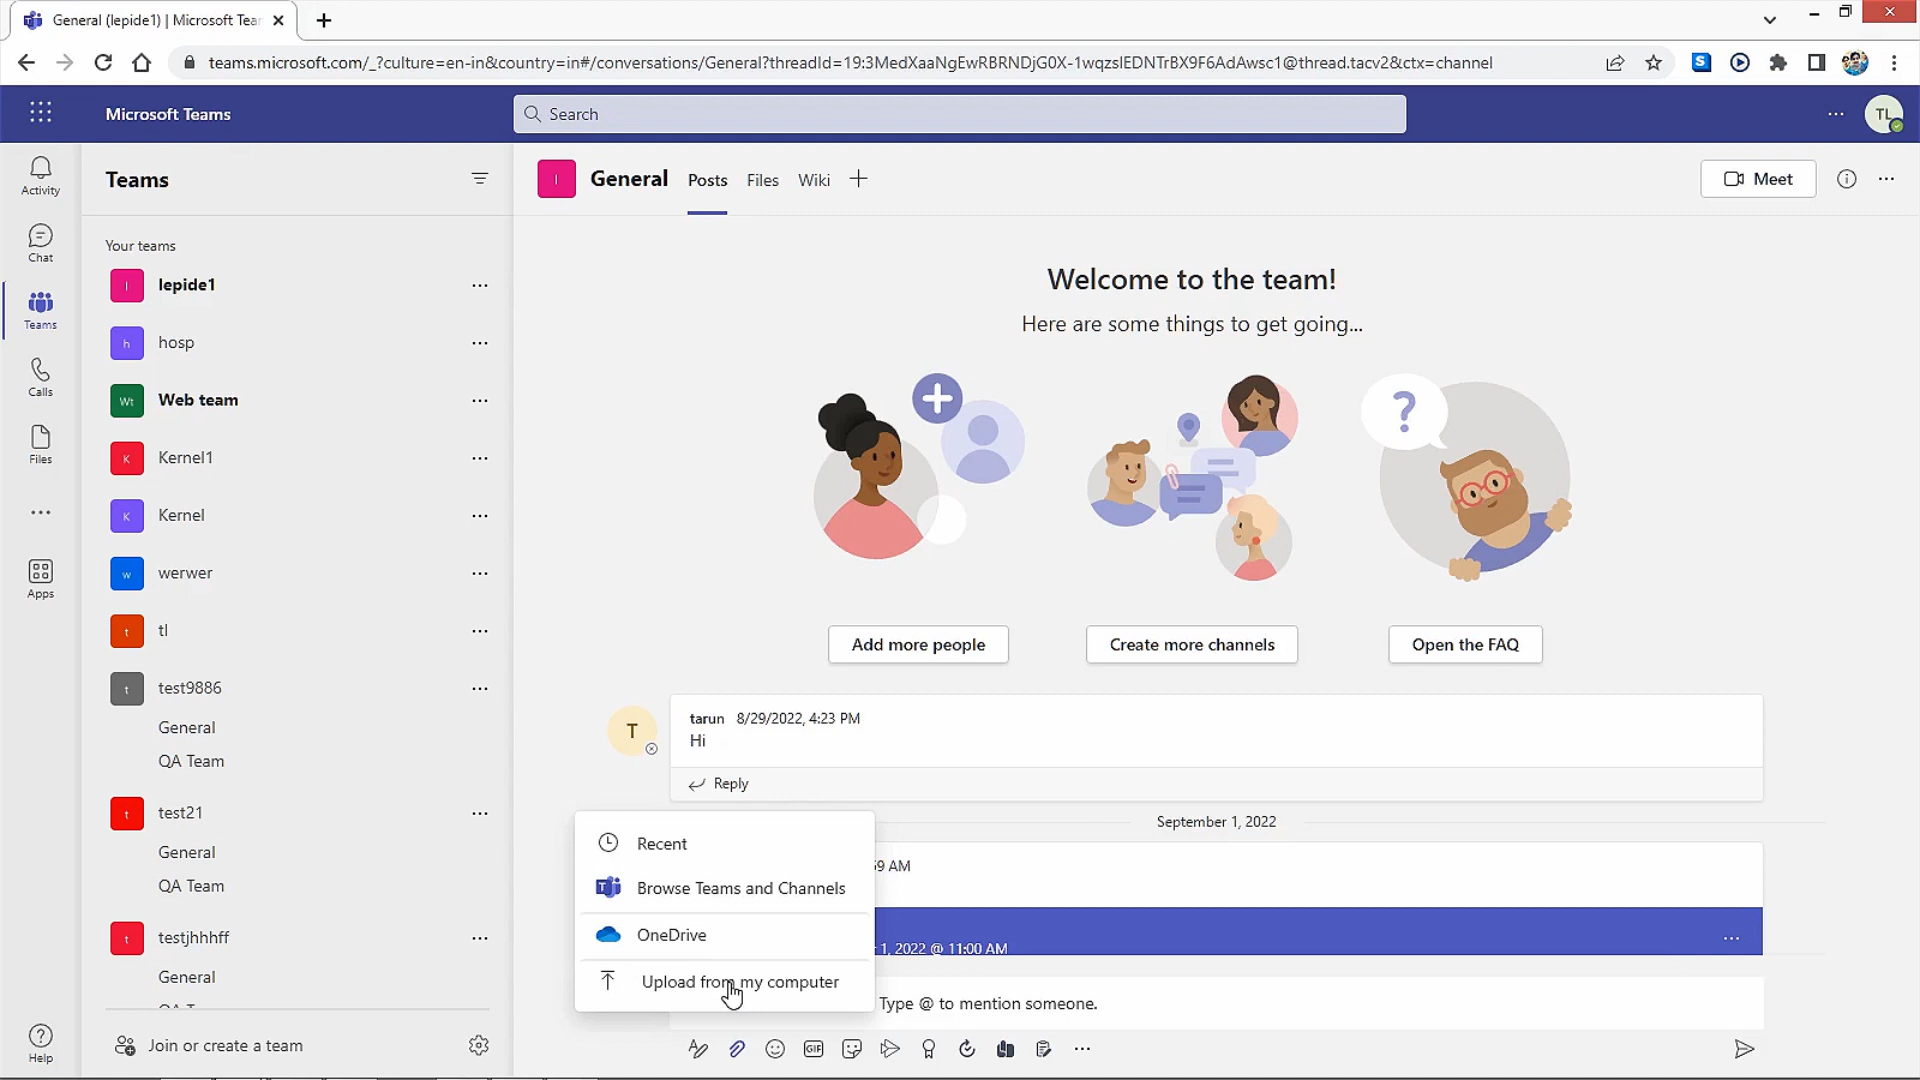 General (lepide1) | Microsoft Tea
teams.microsoft.com/_?culture=en-in&country=in#/conversations/General?threadId=19:3MedXaaNgEwRBRNDjG0X-1wqzslEDNTrBX9F6AdAwsc1@thread.tacv2&ctx=channel
Microsoft Teams
Search
TL
Activity
Chat
Teams
Calls
Files
Apps
Help
Teams
Your teams
l lepide1
h hosp
Wt Web team
K Kernel1
K Kernel
w werwer
t tl
t test9886
General
QA Team
t test21
General
QA Team
t testjhhhff
General
Join or create a team
l General Posts Files Wiki
Meet
Welcome to the team!
Here are some things to get going...
Add more people
Create more channels
Open the FAQ
T
tarun 8/29/2022, 4:23 PM
Hi
Reply
September 1, 2022
59 AM
1, 2022 @ 11:00 AM
Recent
Browse Teams and Channels
OneDrive
Upload from my computer
Type @ to mention someone.
GIF